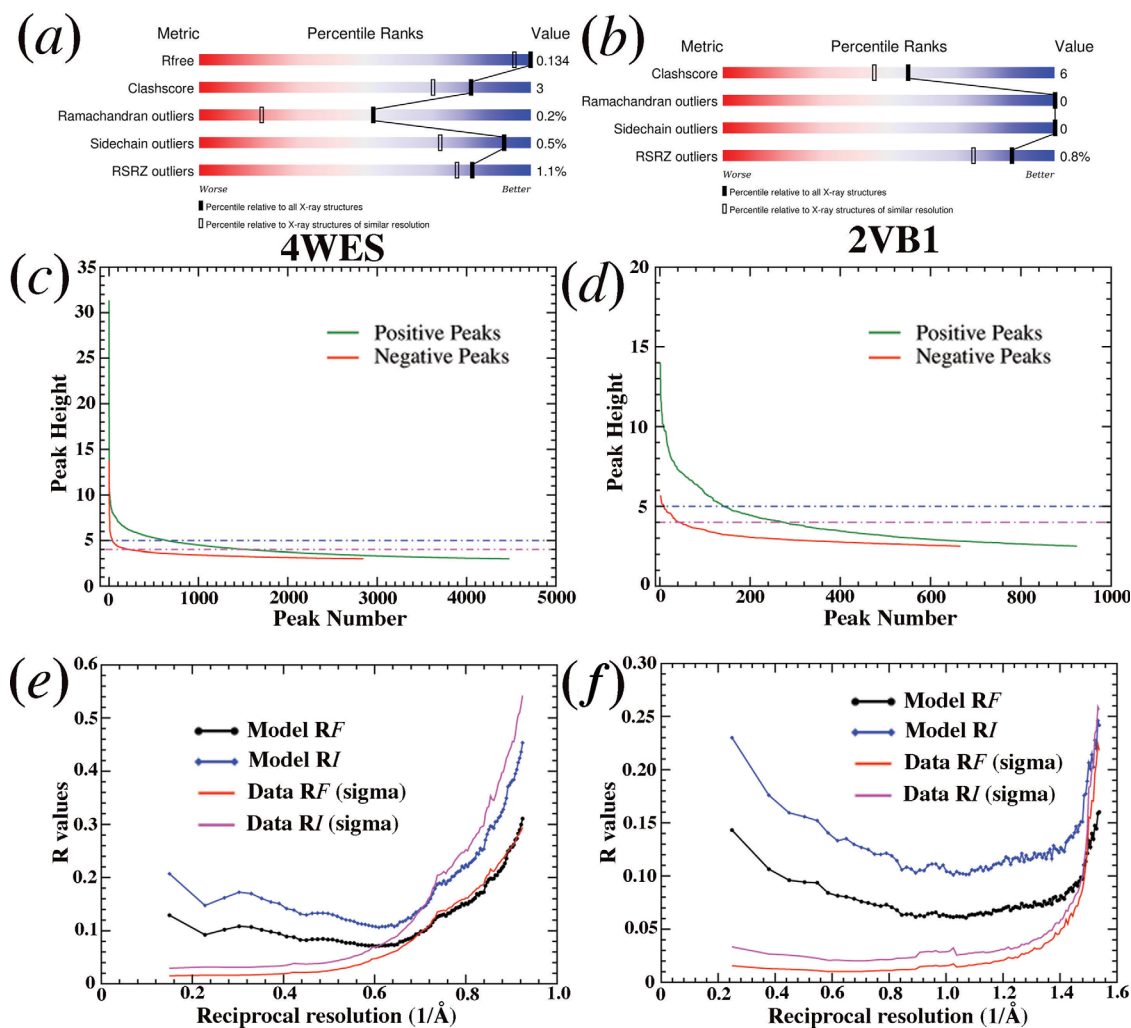 (a)
Metric Percentile Ranks Value
Rfree 0.134
Clashscore 3
Ramachandran outliers 0.2%
Sidechain outliers 0.5%
RSRZ outliers 1.1%
Worse Better
Percentile relative to all X-ray structures
Percentile relative to X-ray structures of similar resolution
(b)
Metric Percentile Ranks Value
Clashscore 6
Ramachandran outliers 0
Sidechain outliers 0
RSRZ outliers 0.8%
Worse Better
Percentile relative to all X-ray structures
Percentile relative to X-ray structures of similar resolution
4WES
2VB1
(c)
35
30
25
20
15
10
5
0
Peak Height
Positive Peaks
Negative Peaks
0 1000 2000 3000 4000 5000
Peak Number
(d)
20
15
10
5
0
Peak Height
Positive Peaks
Negative Peaks
0 200 400 600 800 1000
Peak Number
(e)
0.6
0.5
0.4
0.3
0.2
0.1
0
R values
Model RF
Model RI
Data RF (sigma)
Data RI (sigma)
0 0.2 0.4 0.6 0.8 1
Reciprocal resolution (1/Å)
(f)
0.30
0.25
0.20
0.15
0.10
0.05
0
R values
Model RF
Model RI
Data RF (sigma)
Data RI (sigma)
0 0.2 0.4 0.6 0.8 1.0 1.2 1.4 1.6
Reciprocal resolution (1/Å)